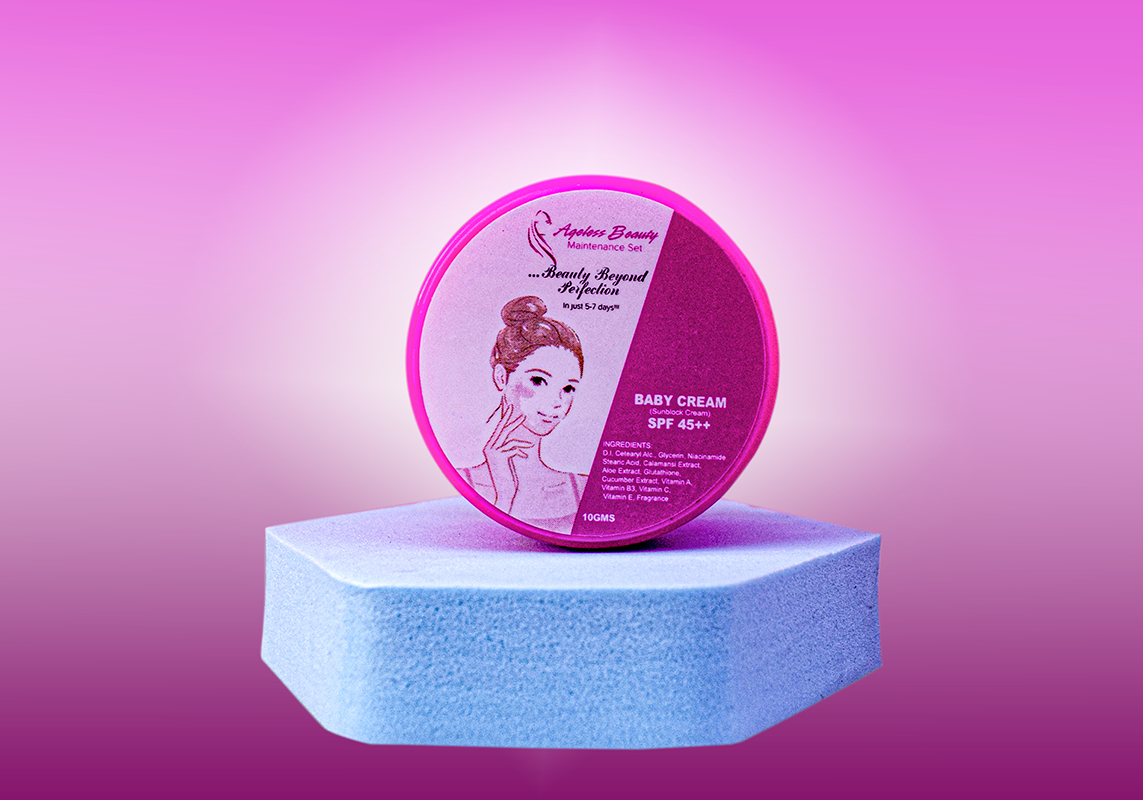 Ageless Beauty
Maintenance Set
...Beauty Beyond
Perfection
In just 5-7 days
BABY CREAM
(Sunblock Cream)
SPF 45++
INGREDIENTS:
D.I, Cetearyl Alc., Glycerin, Niacinamide
Stearic Acid, Calamansi Extract,
Aloe Extract, Glutathione,
Cucumber Extract, Vitamin A,
Vitamin B3, Vitamin C,
Vitamin E, Fragrance
10GMS